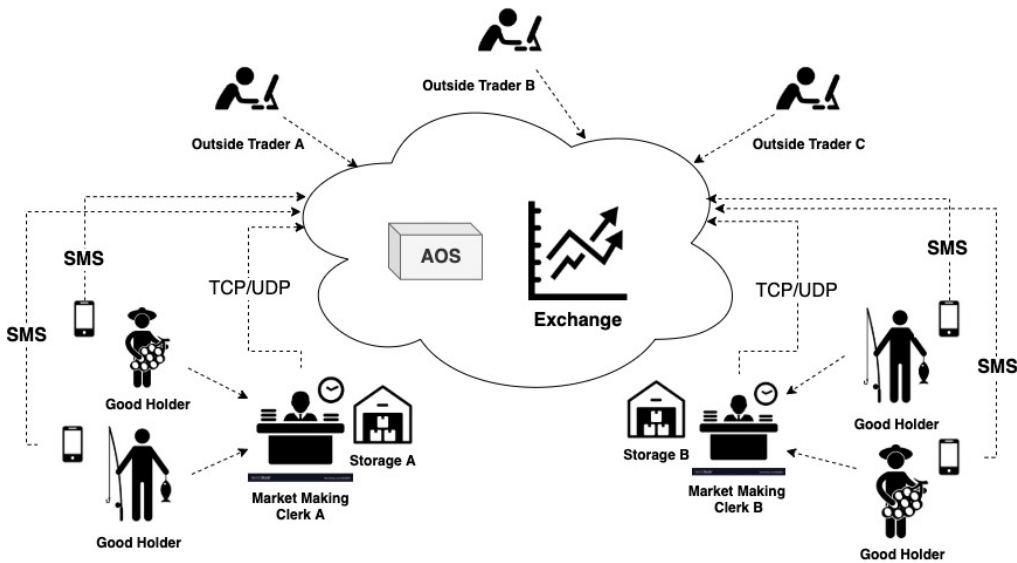 Outside Trader B
Outside Trader A
Outside Trader C
SMS
SMS
AOS
TCP/UDP
TCP/UDP
Exchange
SMS
SMS
Good Holder
Good Holder
Storage A
Storage B
Market Making
Clerk A
Market Making
Clerk B
Good Holder
Good Holder